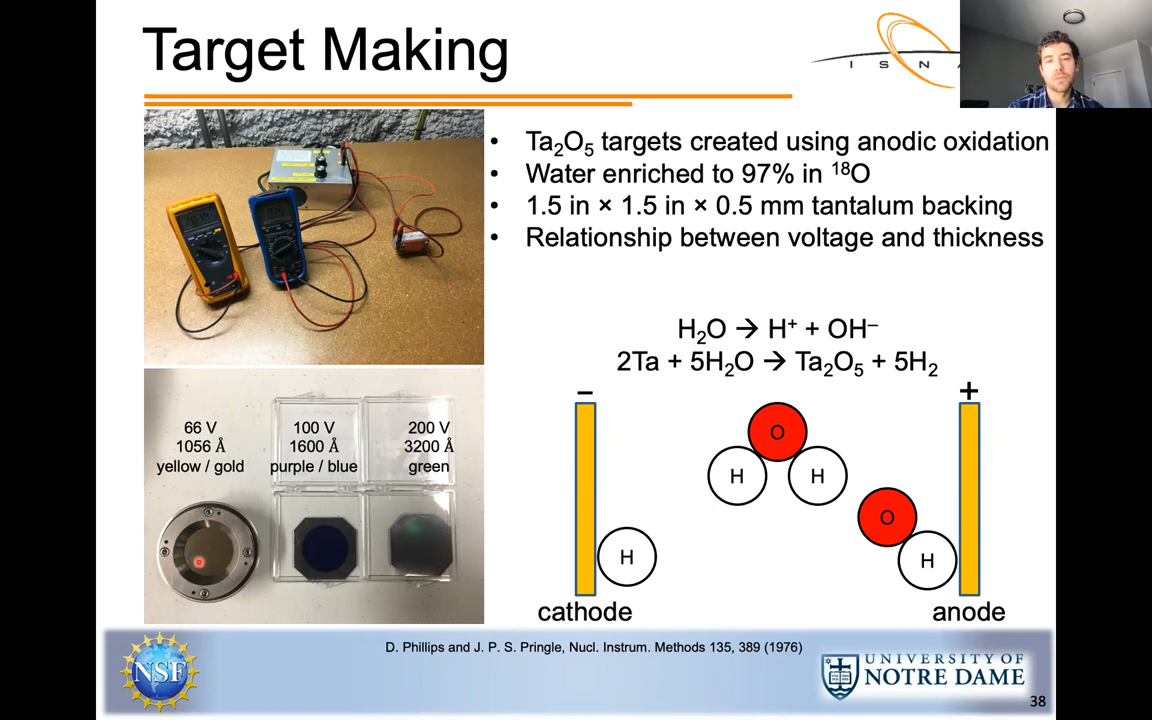 Target Making
I S N A
• Ta₂O₅ targets created using anodic oxidation
• Water enriched to 97% in ¹⁸O
• 1.5 in × 1.5 in × 0.5 mm tantalum backing
• Relationship between voltage and thickness
H₂O → H⁺ + OH⁻
2Ta + 5H₂O → Ta₂O₅ + 5H₂
− +
O
H H
O
H H
cathode anode
66 V 100 V 200 V
1056 Å 1600 Å 3200 Å
yellow / gold purple / blue green
D. Phillips and J. P. S. Pringle, Nucl. Instrum. Methods 135, 389 (1976)
NSF
UNIVERSITY OF
NOTRE DAME
38